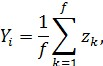 Y_i = \frac{1}{f} \sum_{k=1}^{f} z_k,